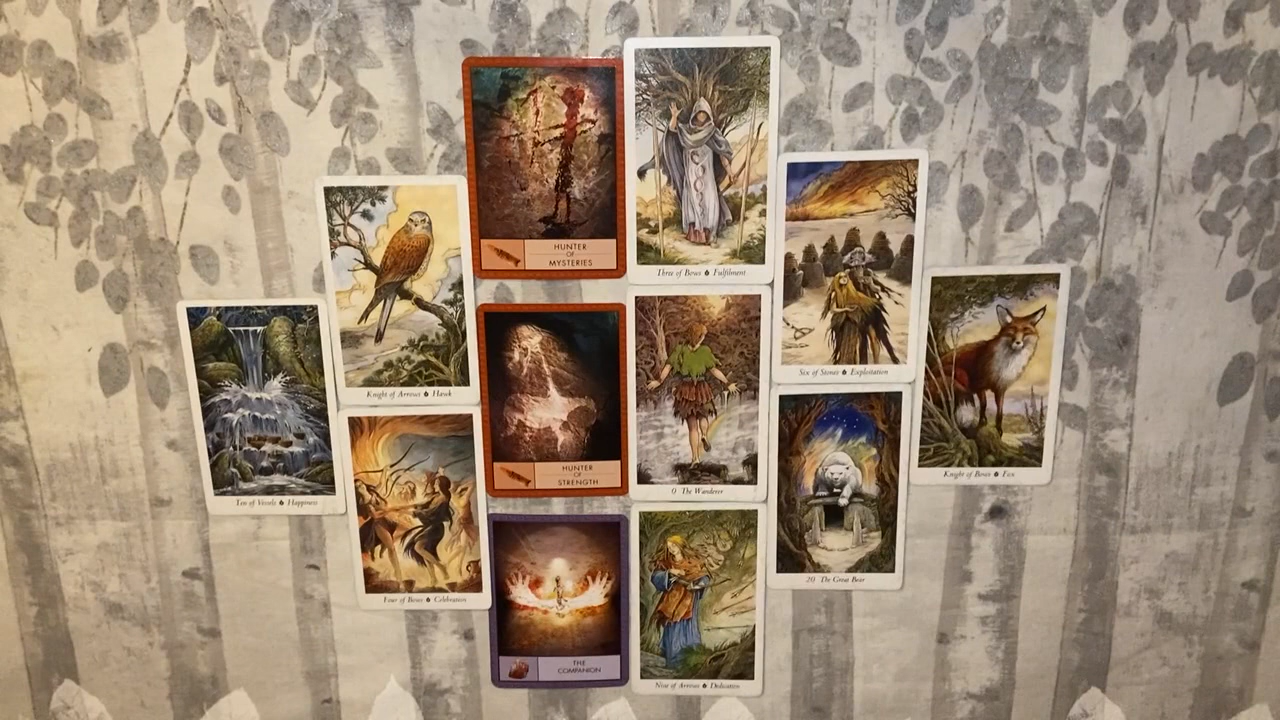 HUNTER
OF
MYSTERIES
Three of Bows Fulfilment
Knight of Arrows Hawk
Six of Stones Exploitation
HUNTER
OF
STRENGTH
0 The Wanderer
Knight of Bows Fox
Ten of Vessels Happiness
Four of Bows Celebration
20 The Great Bear
THE
COMPANION
Nine of Arrows Dedication